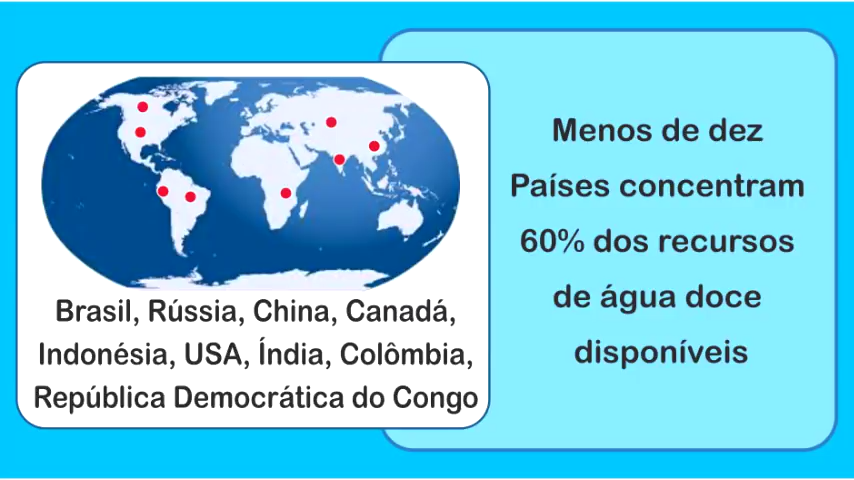 Brasil, Rússia, China, Canadá,
Indonésia, USA, Índia, Colômbia,
República Democrática do Congo
Menos de dez
Países concentram
60% dos recursos
de água doce
disponíveis